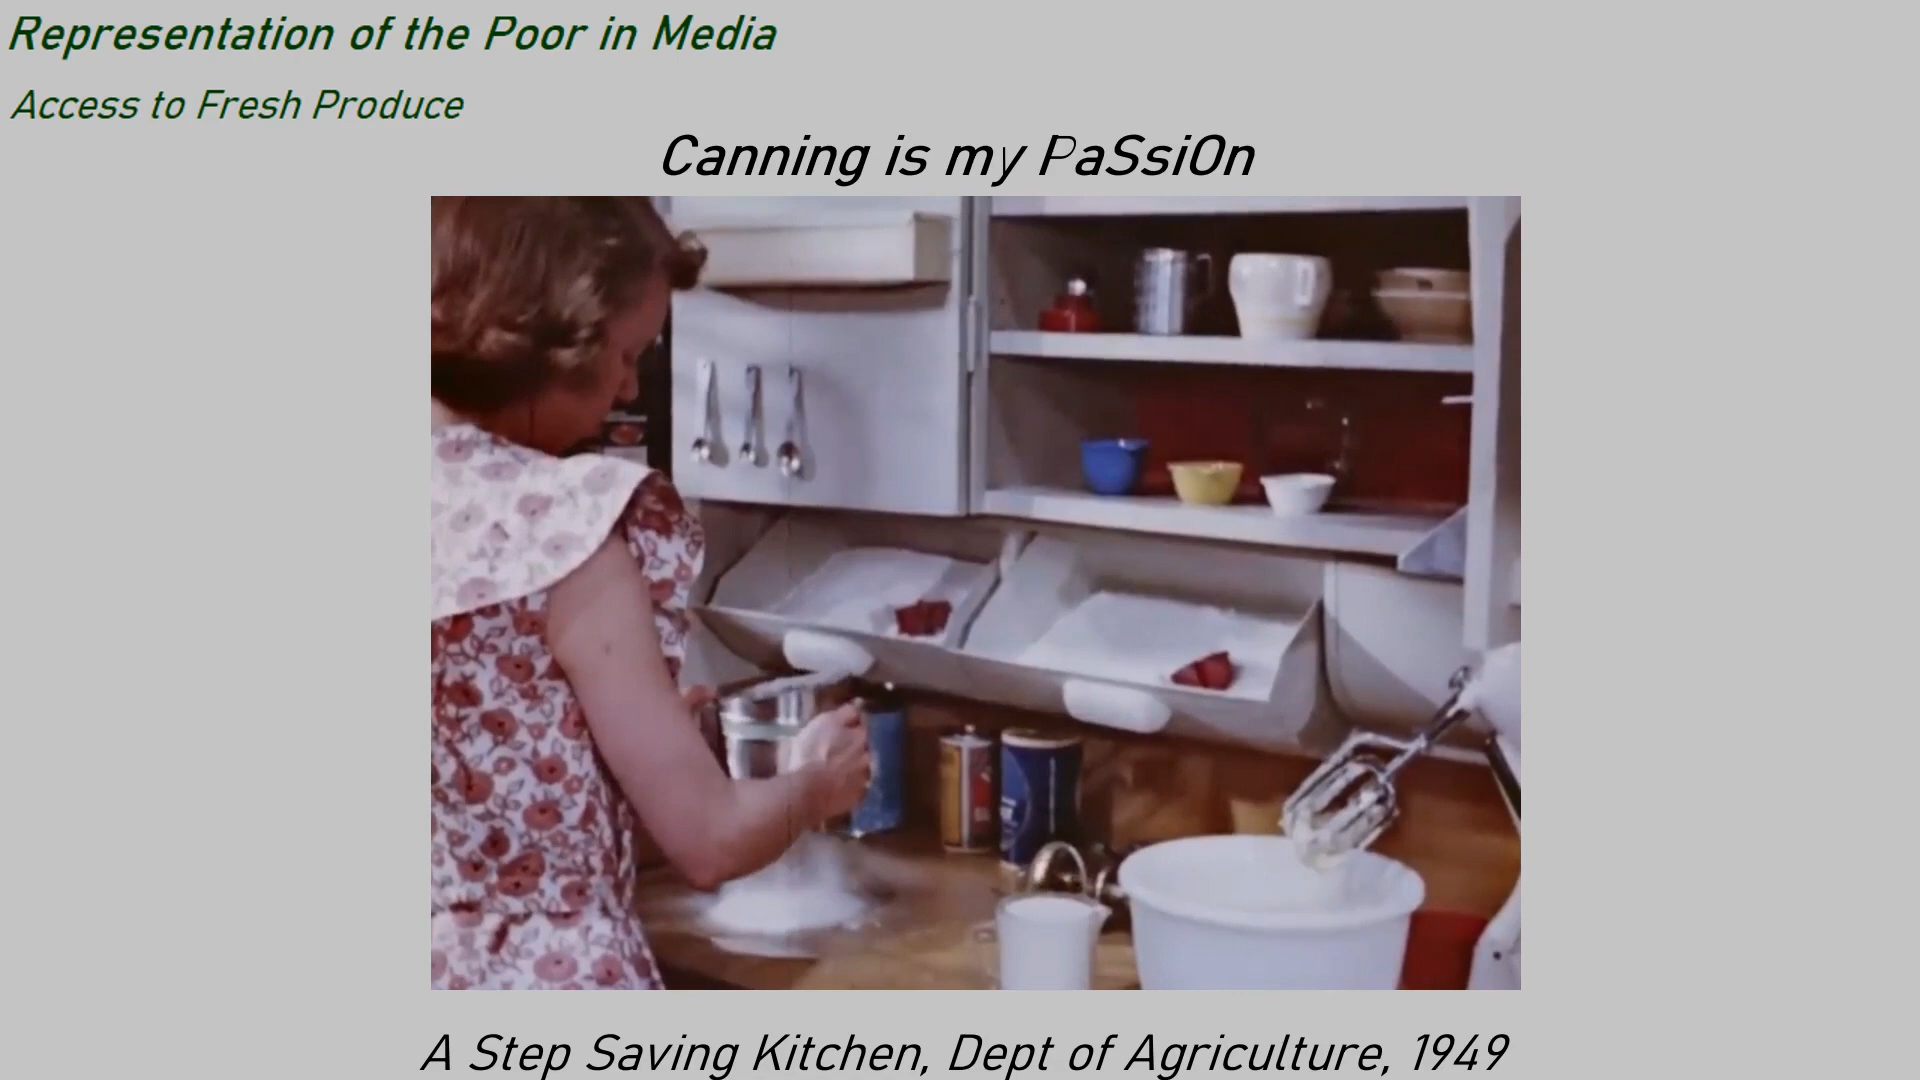 Representation of the Poor in Media
Access to Fresh Produce
Canning is my PaSsiOn
A Step Saving Kitchen, Dept of Agriculture, 1949